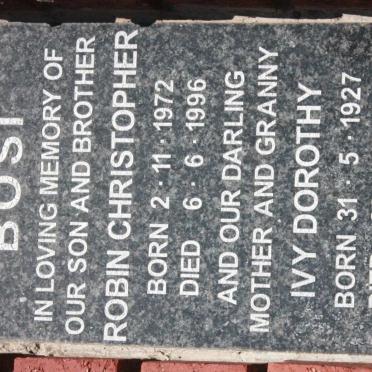 BOSI
IN LOVING MEMORY OF
OUR SON AND BROTHER
ROBIN CHRISTOPHER
BORN 2 · 11 · 1972
DIED 6 · 6 · 1996
AND OUR DARLING
MOTHER AND GRANNY
IVY DOROTHY
BORN 31 · 5 · 1927